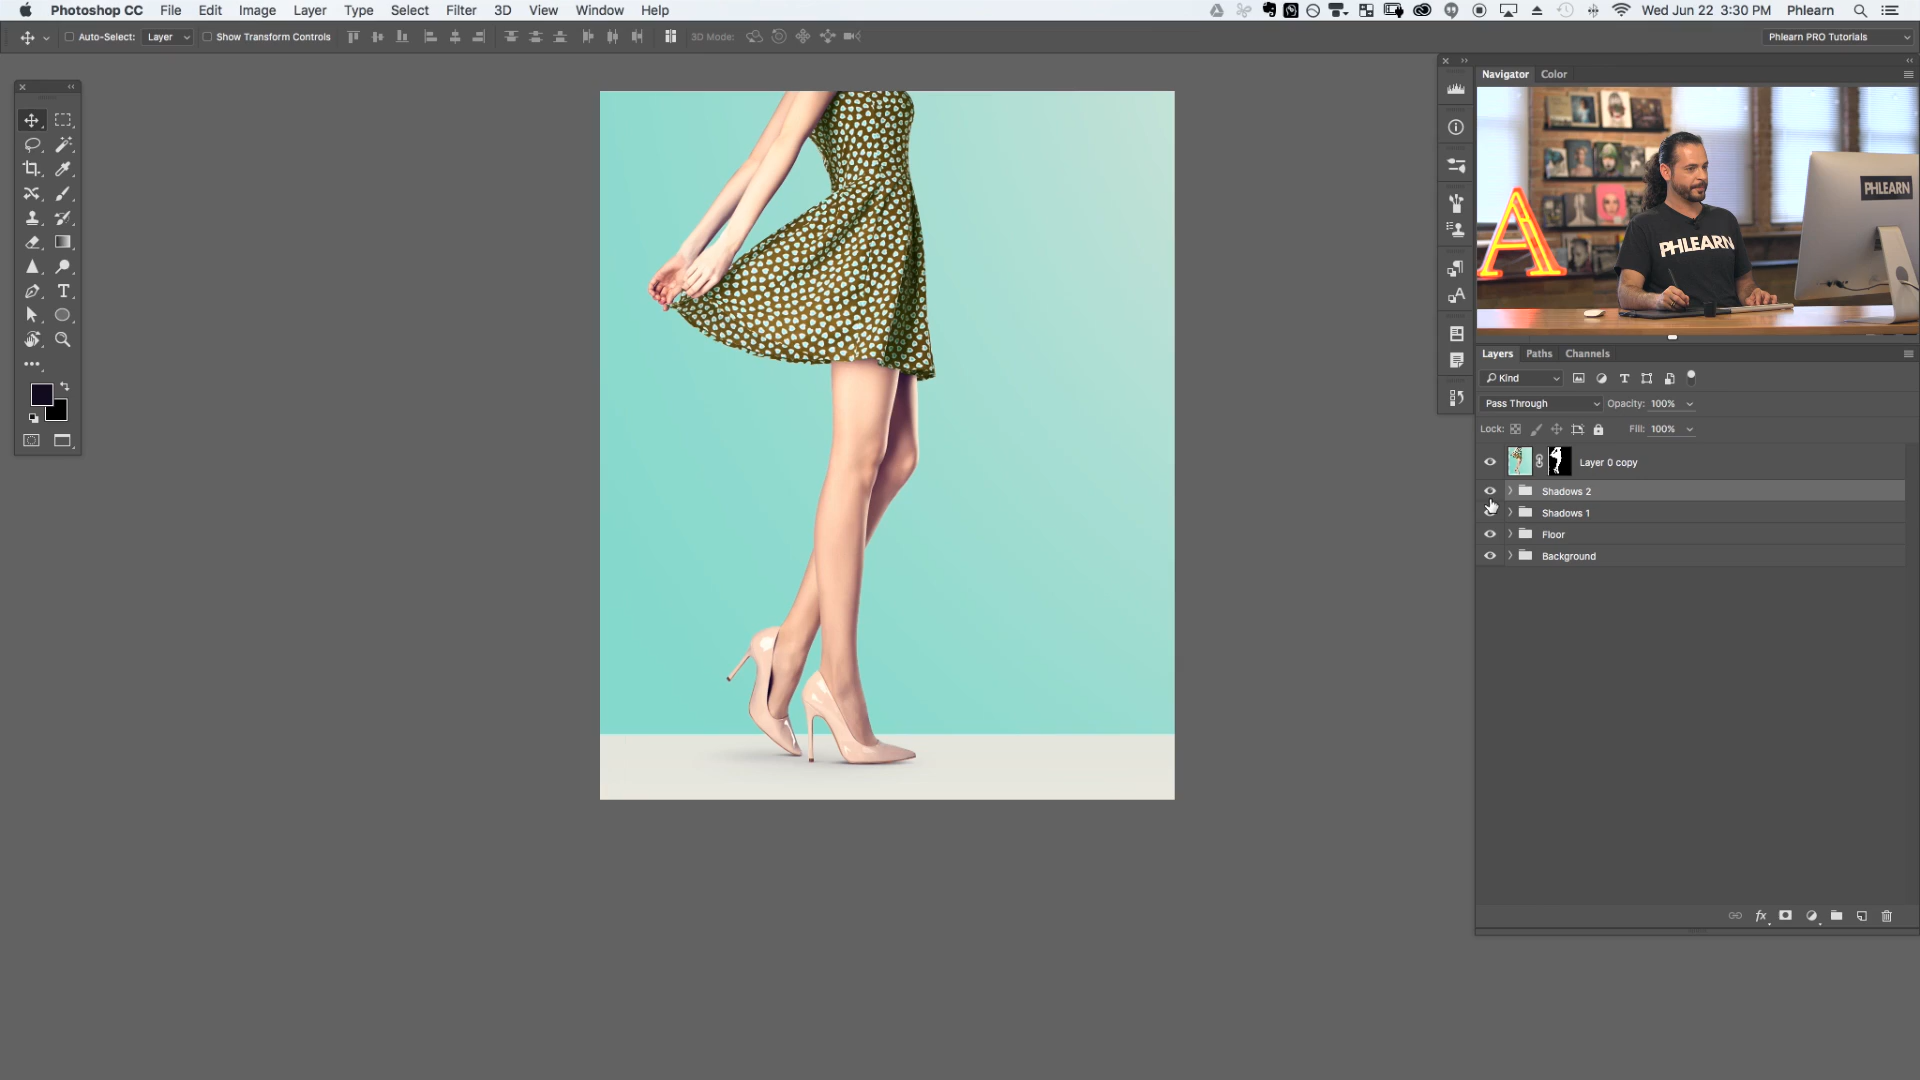 Photoshop CC File Edit Image Layer Type Select Filter 3D View Window Help Wed Jun 22 3:30 PM Phlearn
Auto-Select: Layer Show Transform Controls 3D Mode: Phlearn PRO Tutorials
Navigator Color
PHLEARN
A
PHLEARN
Layers Paths Channels
Kind
Pass Through Opacity: 100%
Lock: Fill: 100%
Layer 0 copy
Shadows 2
Shadows 1
Floor
Background
fx